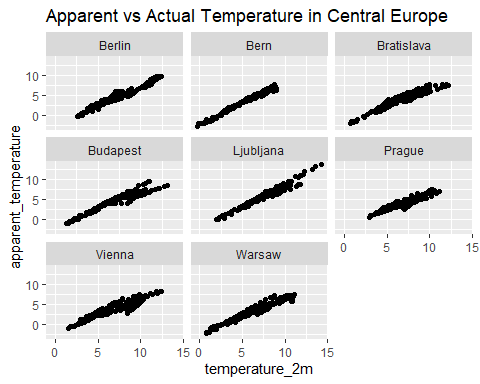 Apparent vs Actual Temperature in Central Europe
Berlin Bern Bratislava
10
5
0
Budapest Ljubljana Prague
10
5
0
0 5 10 15
Vienna Warsaw
10
5
0
0 5 10 15 0 5 10 15
apparent_temperature
temperature_2m